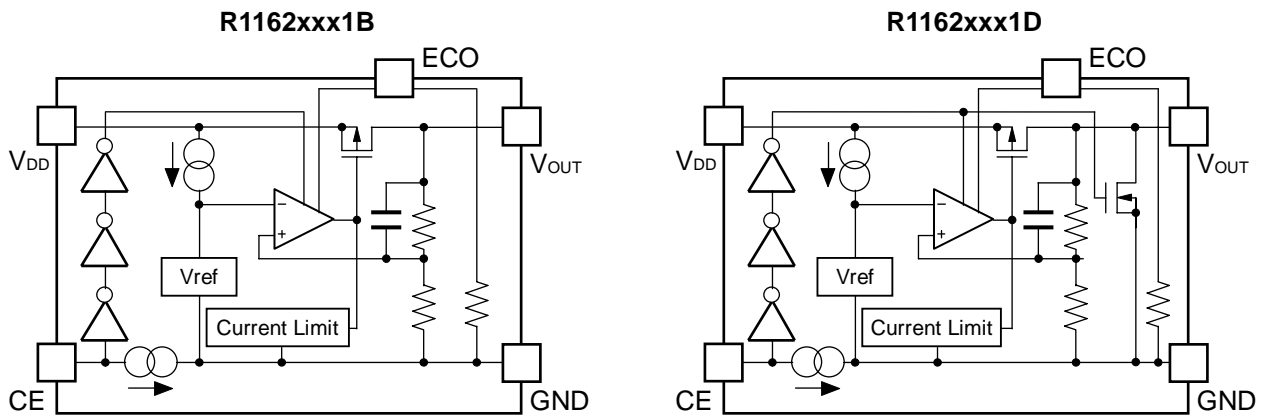 R1162xxx1B
ECO
VDD
VOUT
−
+
Vref
Current Limit
CE
GND
R1162xxx1D
ECO
VDD
VOUT
−
+
Vref
Current Limit
CE
GND